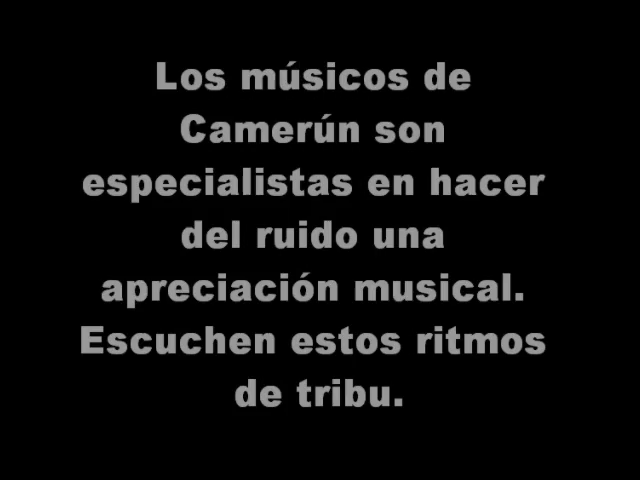 Los músicos de
Camerún son
especialistas en hacer
del ruido una
apreciación musical.
Escuchen estos ritmos
de tribu.